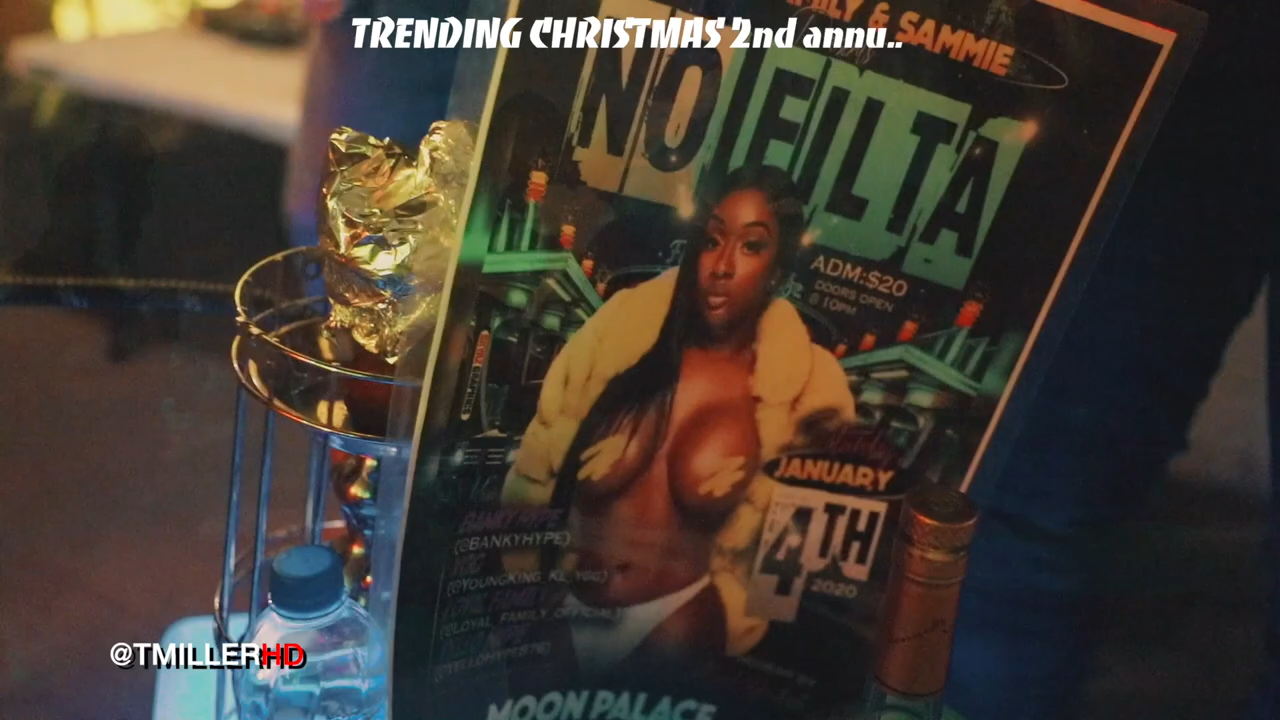 TRENDING CHRISTMAS 2nd annu..
& SAMMIE
NO FILTA
ADM:$20
DOORS OPEN
@ 10PM
JANUARY
4TH
2020
BANKYHYPE
(@BANKYHYPE)
(@YOUNGKING_KL_YGG)
(@LOYAL_FAMILY_OFFICIAL)
MOON PALACE
@TMILLERHD